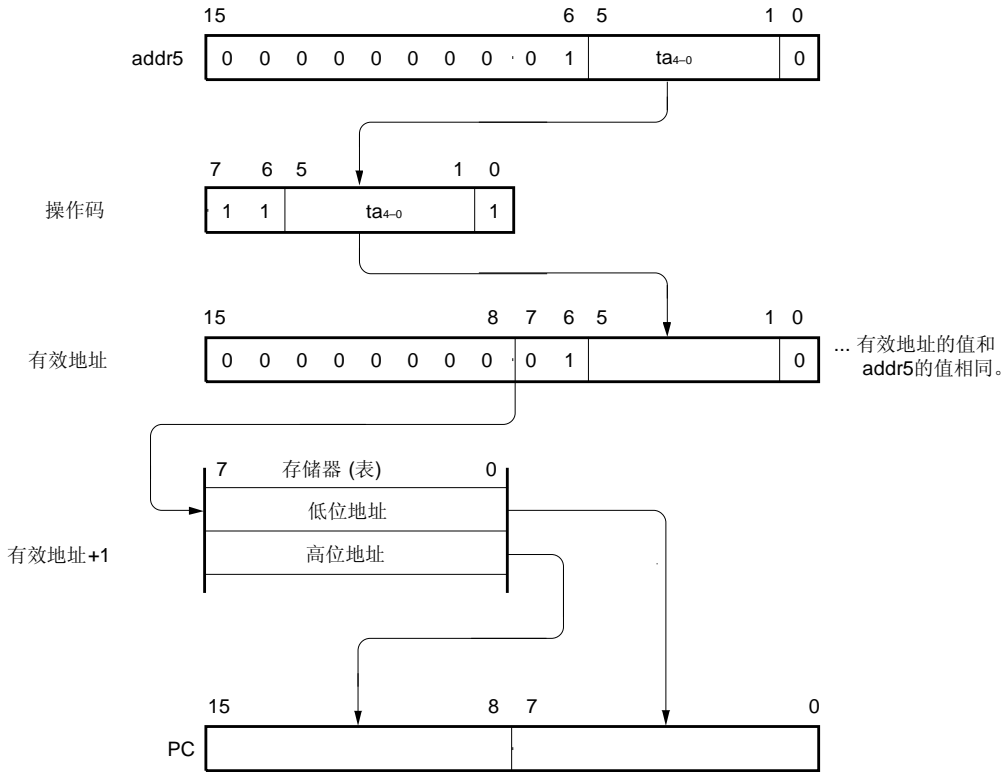 15 6 5 1 0
addr5 0 0 0 0 0 0 0 0 0 1 ta4–0 0
7 6 5 1 0
操作码 1 1 ta4–0 1
15 8 7 6 5 1 0
有效地址 0 0 0 0 0 0 0 0 0 1 0
... 有效地址的值和
addr5的值相同。
7 存储器 (表) 0
低位地址
有效地址+1 高位地址
15 8 7 0
PC